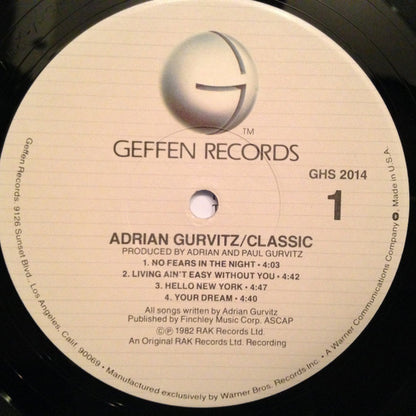 TM
GEFFEN RECORDS
GHS 2014
1
ADRIAN GURVITZ/CLASSIC
PRODUCED BY ADRIAN AND PAUL GURVITZ
1. NO FEARS IN THE NIGHT • 4:03
2. LIVING AIN'T EASY WITHOUT YOU • 4:42
3. HELLO NEW YORK • 4:47
4. YOUR DREAM • 4:40
All songs written by Adrian Gurvitz
Published by Finchley Music Corp. ASCAP
©Ⓟ 1982 RAK Records Ltd.
An Original RAK Records Ltd. Recording
Geffen Records, 9126 Sunset Blvd., Los Angeles, Calif. 90069 • Manufactured exclusively by Warner Bros. Records Inc. • A Warner Communications Company. Made in U.S.A.